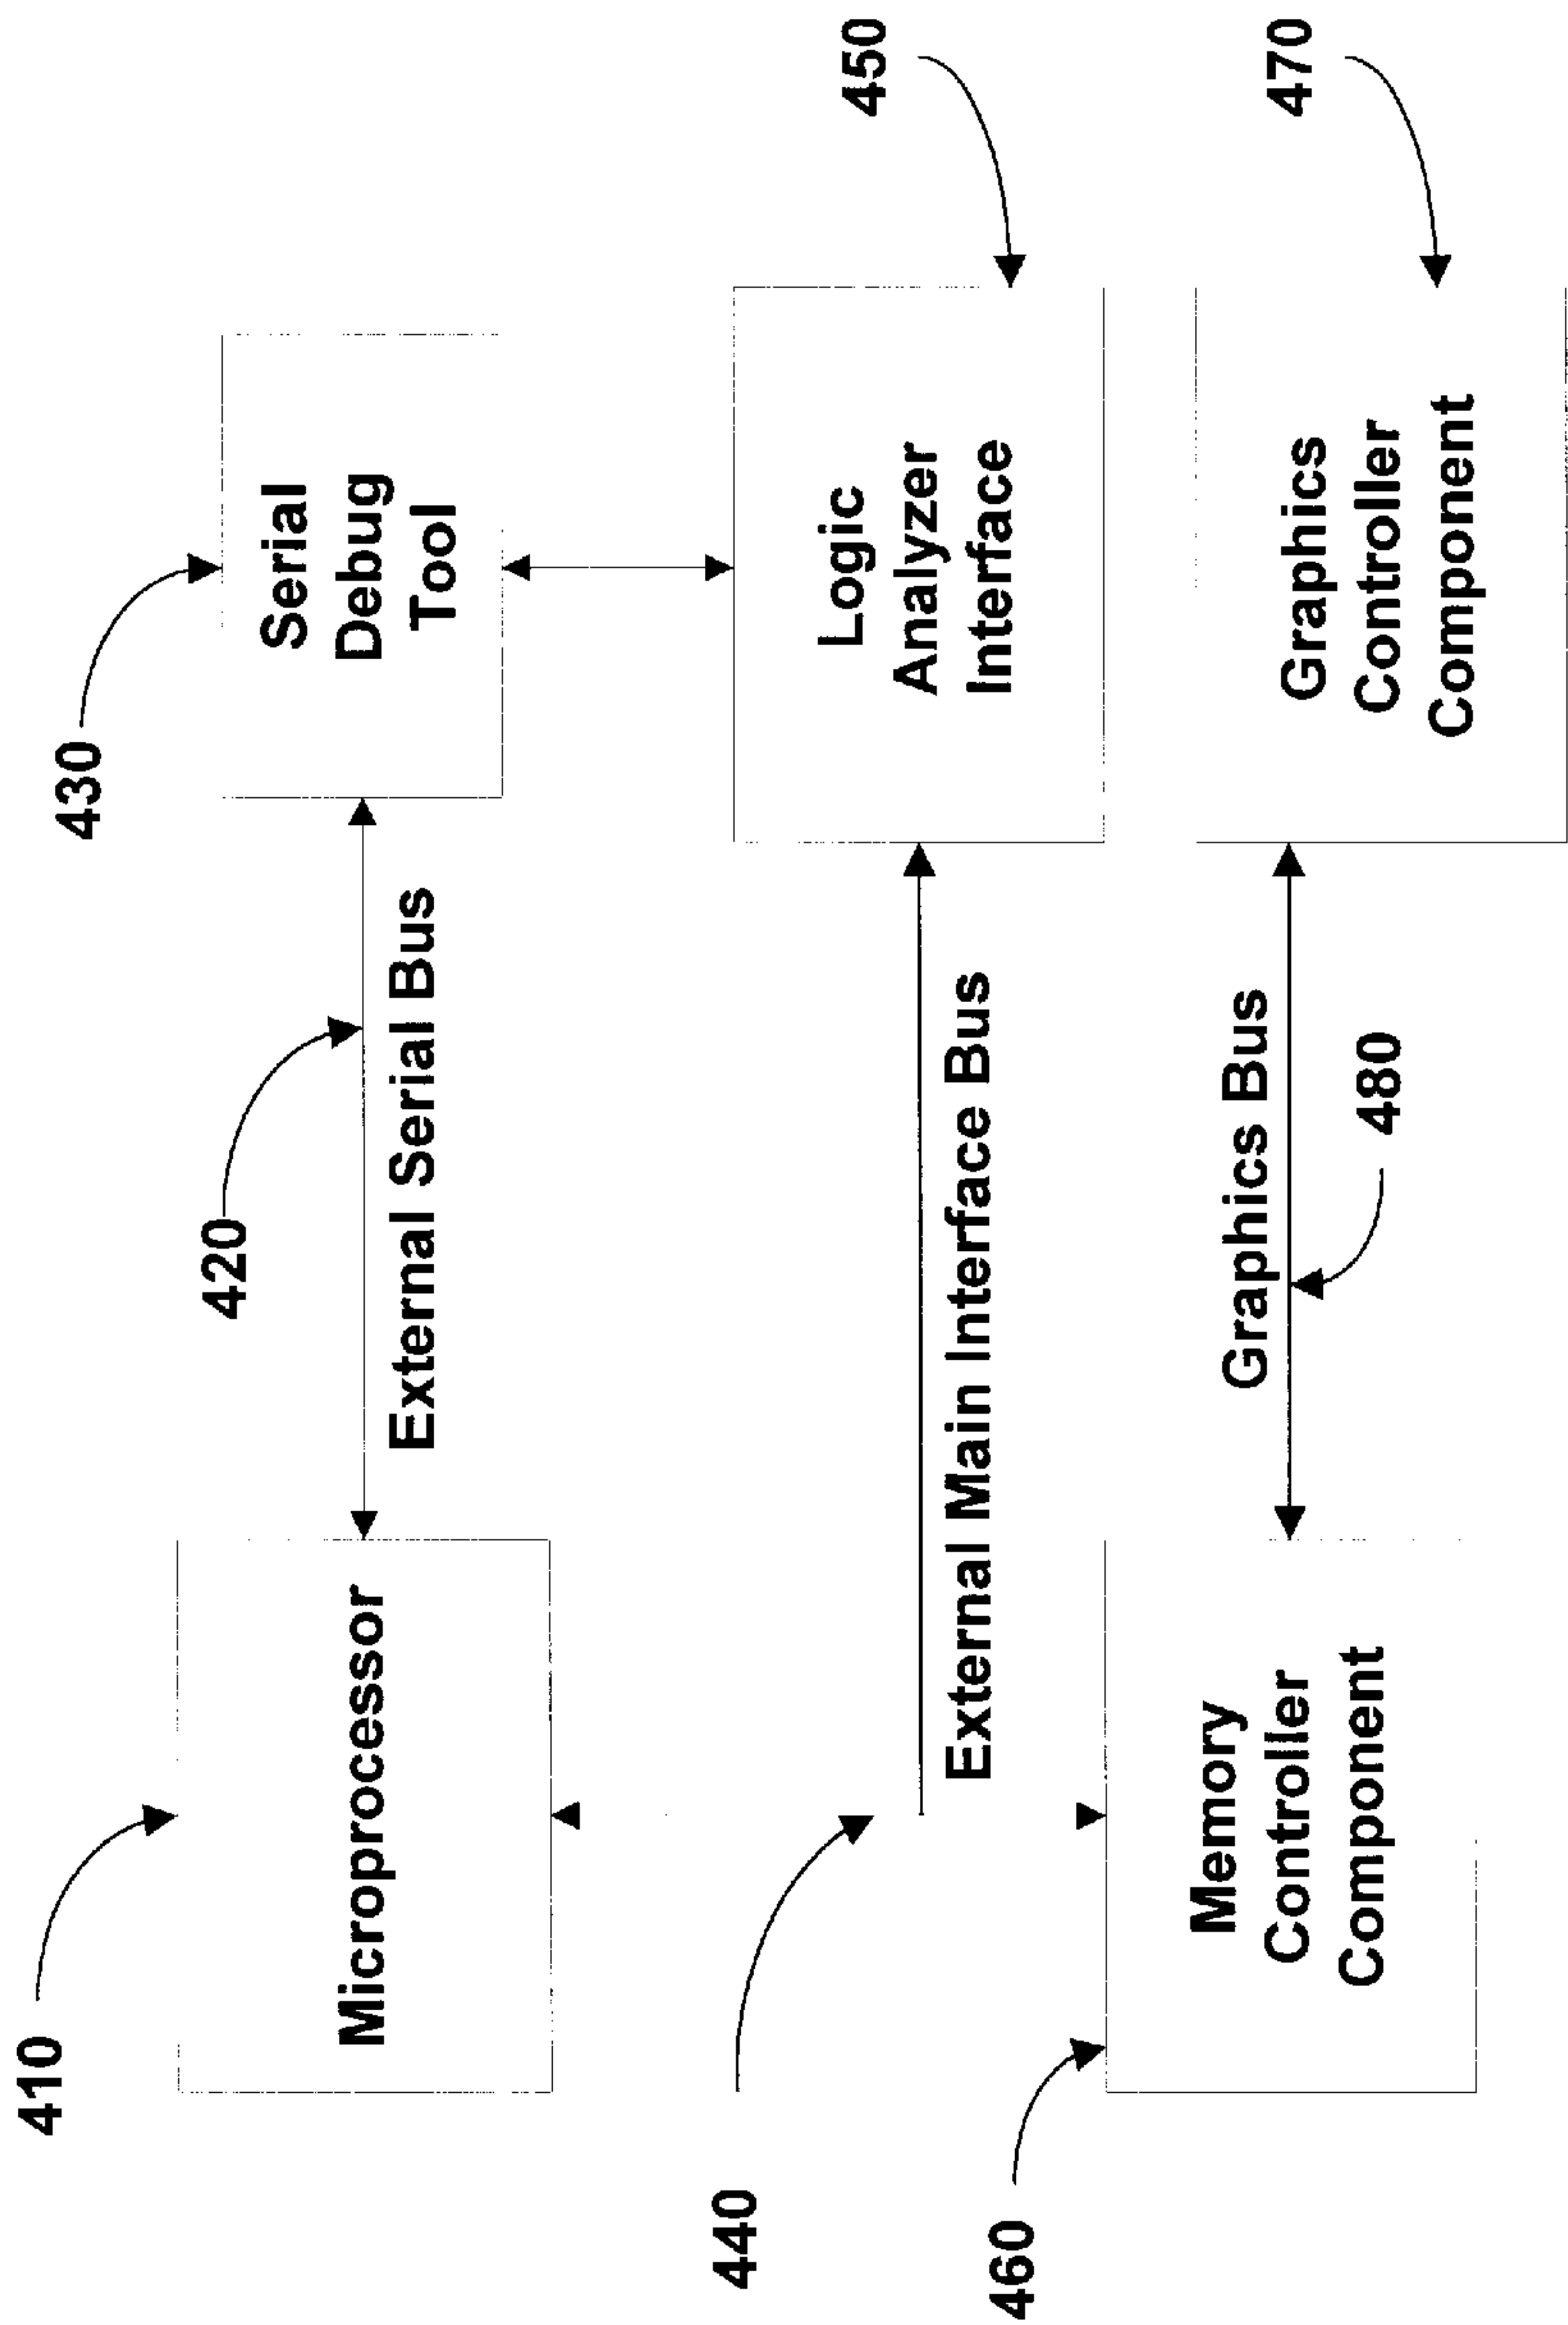 410
Microprocessor
420
External Serial Bus
430
Serial
Debug
Tool
440
External Main Interface Bus
450
Logic
Analyzer
Interface
460
Memory
Controller
Component
Graphics Bus
480
470
Graphics
Controller
Component